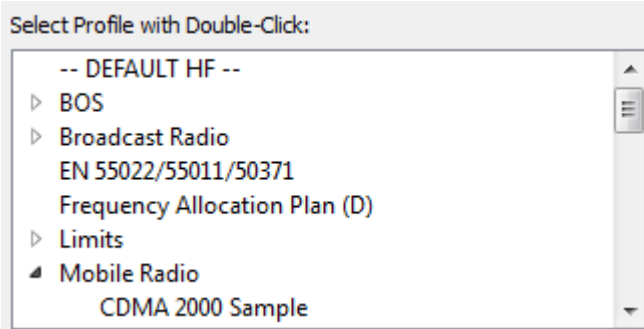 Select Profile with Double-Click:
-- DEFAULT HF --
BOS
Broadcast Radio
EN 55022/55011/50371
Frequency Allocation Plan (D)
Limits
Mobile Radio
CDMA 2000 Sample